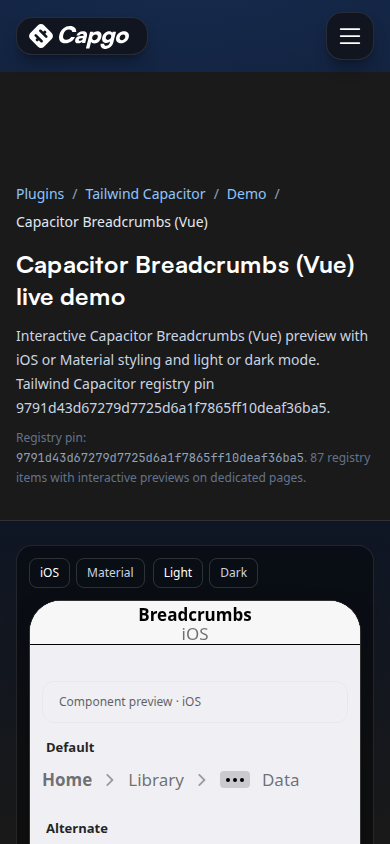 Capgo
Plugins / Tailwind Capacitor / Demo /
Capacitor Breadcrumbs (Vue)
Capacitor Breadcrumbs (Vue)
live demo
Interactive Capacitor Breadcrumbs (Vue) preview with
iOS or Material styling and light or dark mode.
Tailwind Capacitor registry pin
9791d43d67279d7725d6a1f7865ff10deaf36ba5.
Registry pin:
9791d43d67279d7725d6a1f7865ff10deaf36ba5. 87 registry
items with interactive previews on dedicated pages.
iOS Material Light Dark
Breadcrumbs
iOS
Component preview · iOS
Default
Home Library ••• Data
Alternate